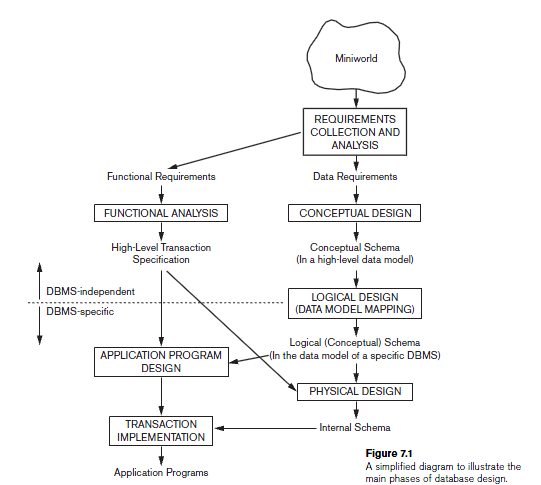 Miniworld
REQUIREMENTS
COLLECTION AND
ANALYSIS
Functional Requirements
Data Requirements
FUNCTIONAL ANALYSIS
CONCEPTUAL DESIGN
High-Level Transaction
Specification
Conceptual Schema
(In a high-level data model)
DBMS-independent
DBMS-specific
LOGICAL DESIGN
(DATA MODEL MAPPING)
Logical (Conceptual) Schema
(In the data model of a specific DBMS)
APPLICATION PROGRAM
DESIGN
PHYSICAL DESIGN
TRANSACTION
IMPLEMENTATION
Internal Schema
Application Programs
Figure 7.1
A simplified diagram to illustrate the
main phases of database design.